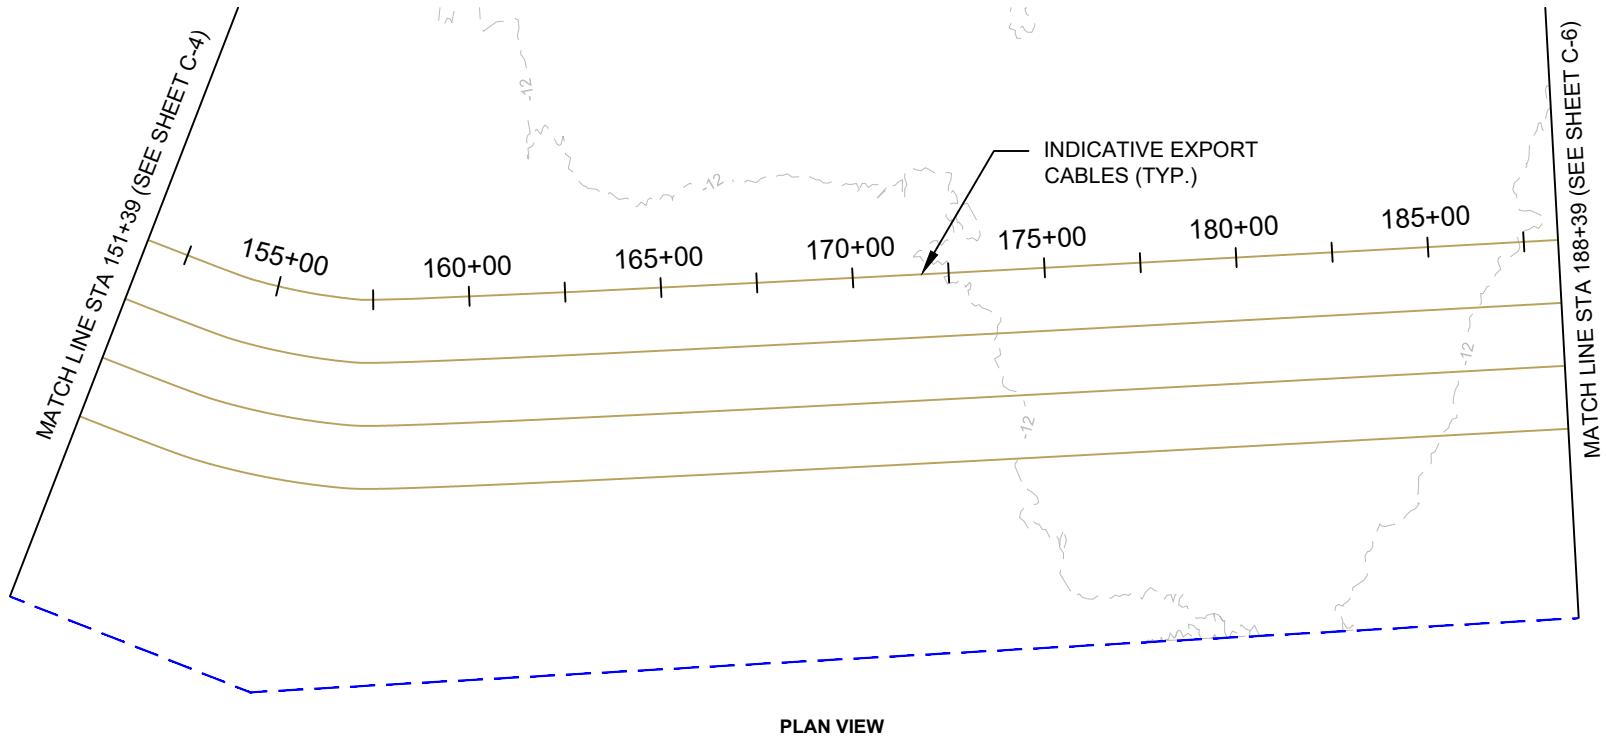 MATCH LINE STA 151+39 (SEE SHEET C-4)
-12
-12
INDICATIVE EXPORT
CABLES (TYP.)
155+00
160+00
165+00
170+00
175+00
180+00
185+00
-12
-12
MATCH LINE STA 188+39 (SEE SHEET C-6)
PLAN VIEW